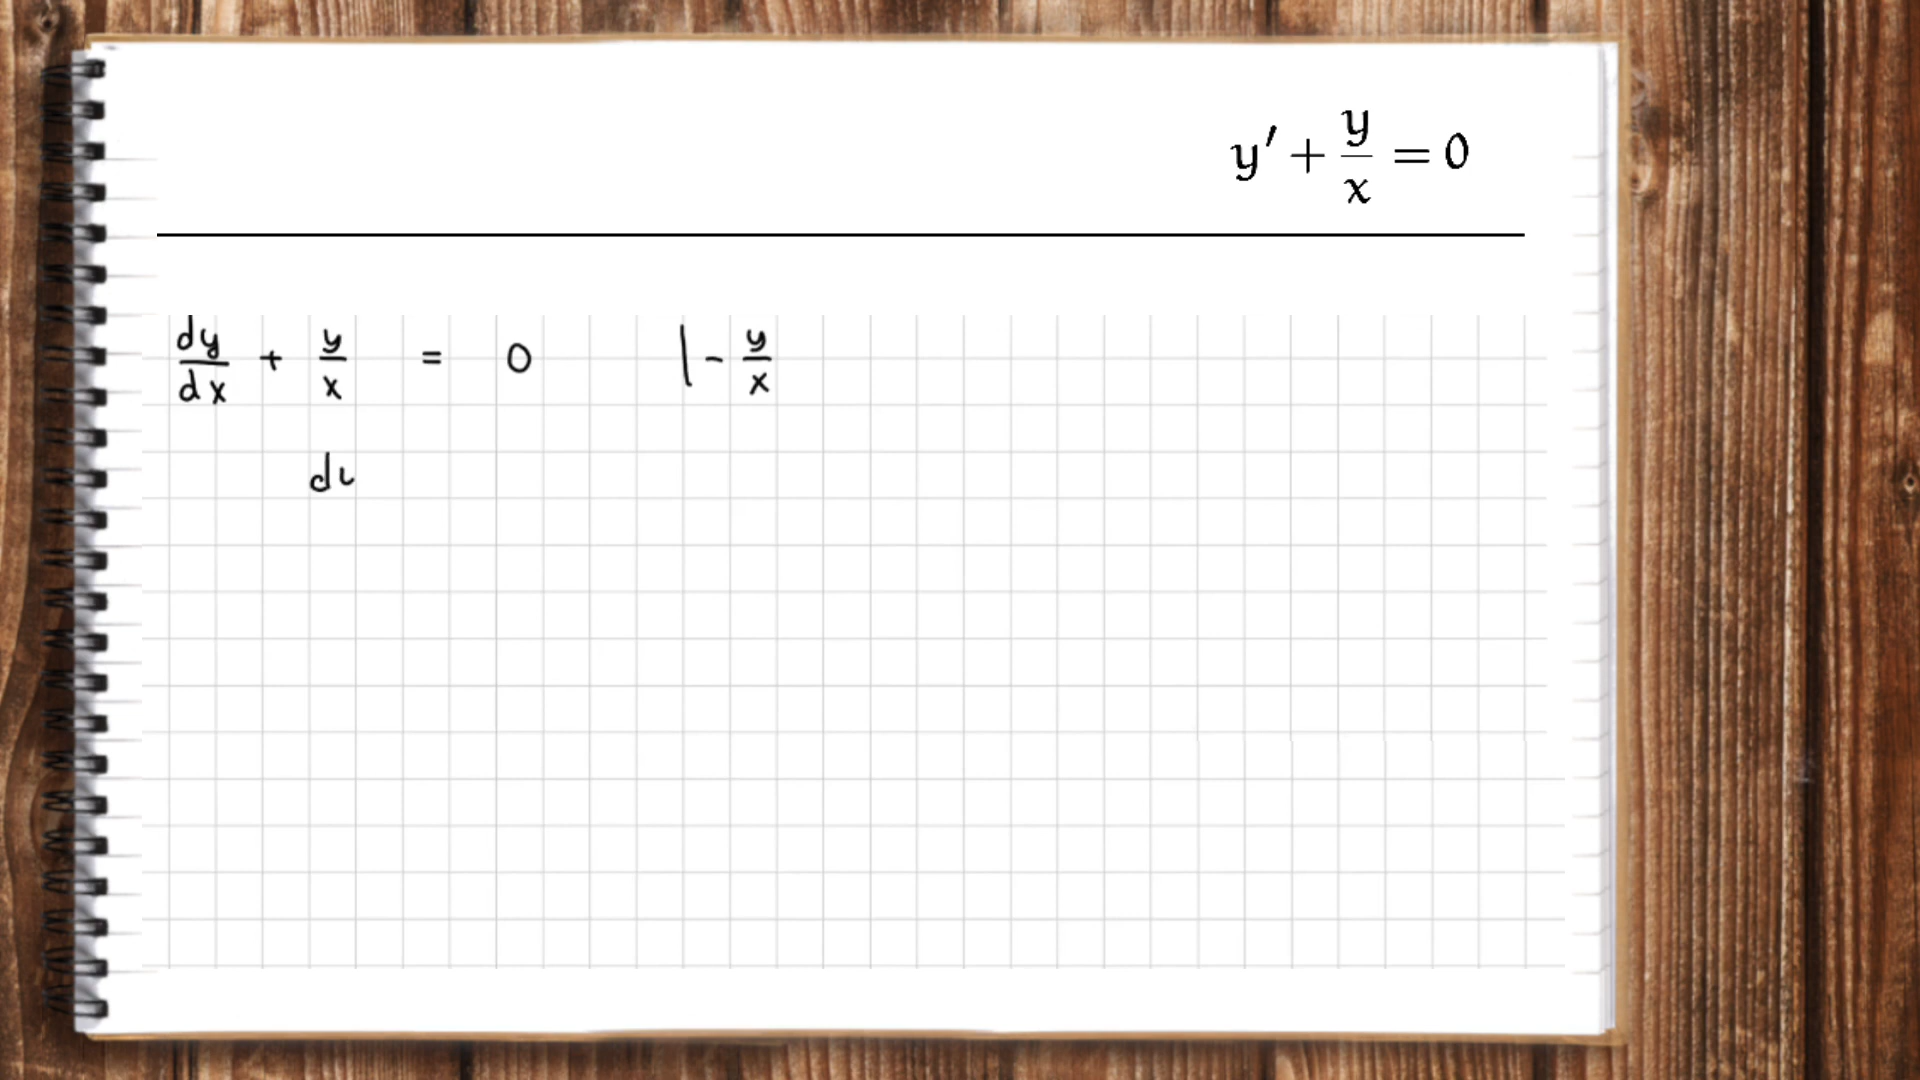 y′ + y/x = 0
dy/dx + y/x = 0 | - y/x
d